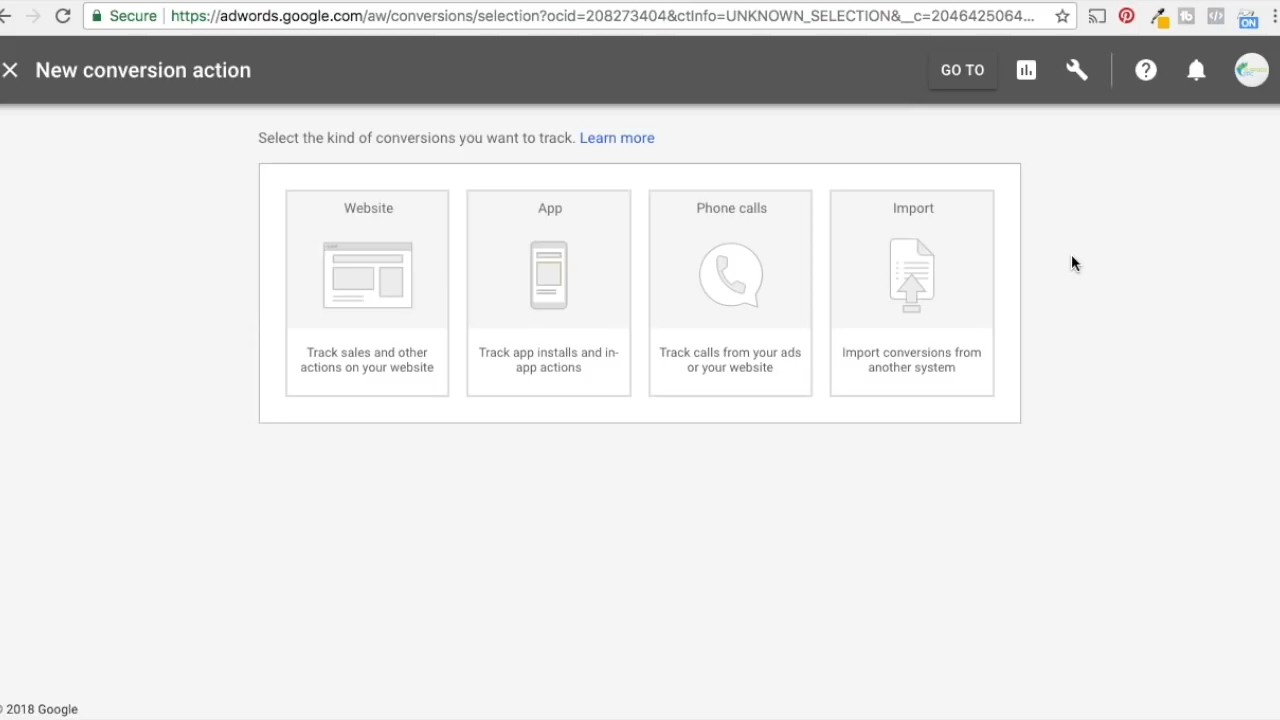 Secure
https://adwords.google.com/aw/conversions/selection?ocid=208273404&ctInfo=UNKNOWN_SELECTION&__c=2046425064...
ON
New conversion action
GO TO
Select the kind of conversions you want to track. Learn more
Website
App
Phone calls
Import
Track sales and other
actions on your website
Track app installs and in-
app actions
Track calls from your ads
or your website
Import conversions from
another system
© 2018 Google